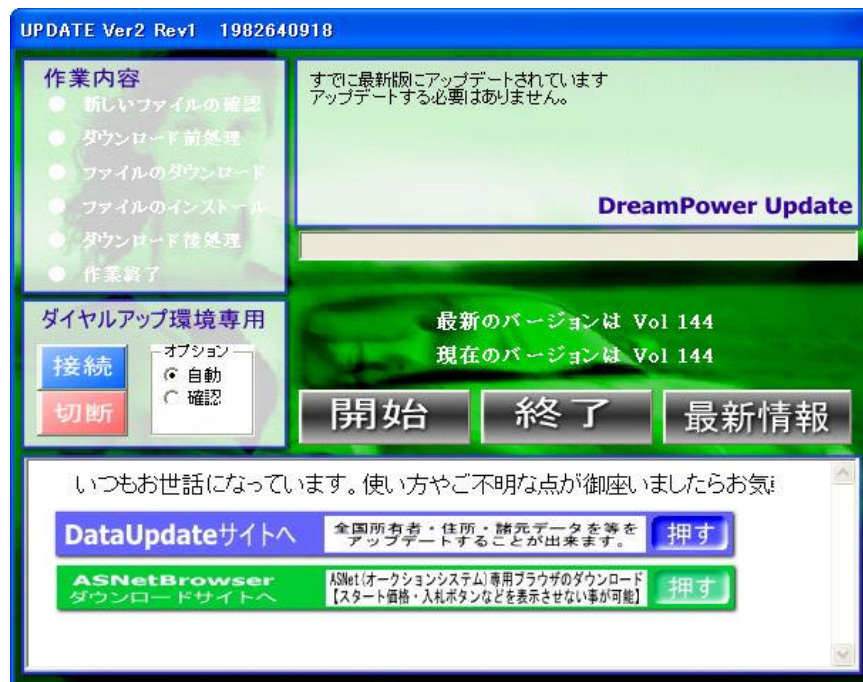 UPDATE Ver2 Rev1 1982640918
作業内容
新しいファイルの確認
ダウンロード前処理
ファイルのダウンロード
ファイルのインストール
ダウンロード後処理
作業終了
すでに最新版にアップデートされています
アップデートする必要はありません。
DreamPower Update
ダイヤルアップ環境専用
接続
切断
オプション
自動
確認
最新のバージョンは Vol 144
現在のバージョンは Vol 144
開始
終了
最新情報
いつもお世話になっています。使い方やご不明な点が御座いましたらお気
DataUpdateサイトへ
全国所有者・住所・諸元データを等を
アップデートすることが出来ます。
押す
ASNetBrowser
ダウンロードサイトへ
ASNet(オークションシステム)専用ブラウザのダウンロード
【スタート価格・入札ボタンなどを表示させない事が可能】
押す